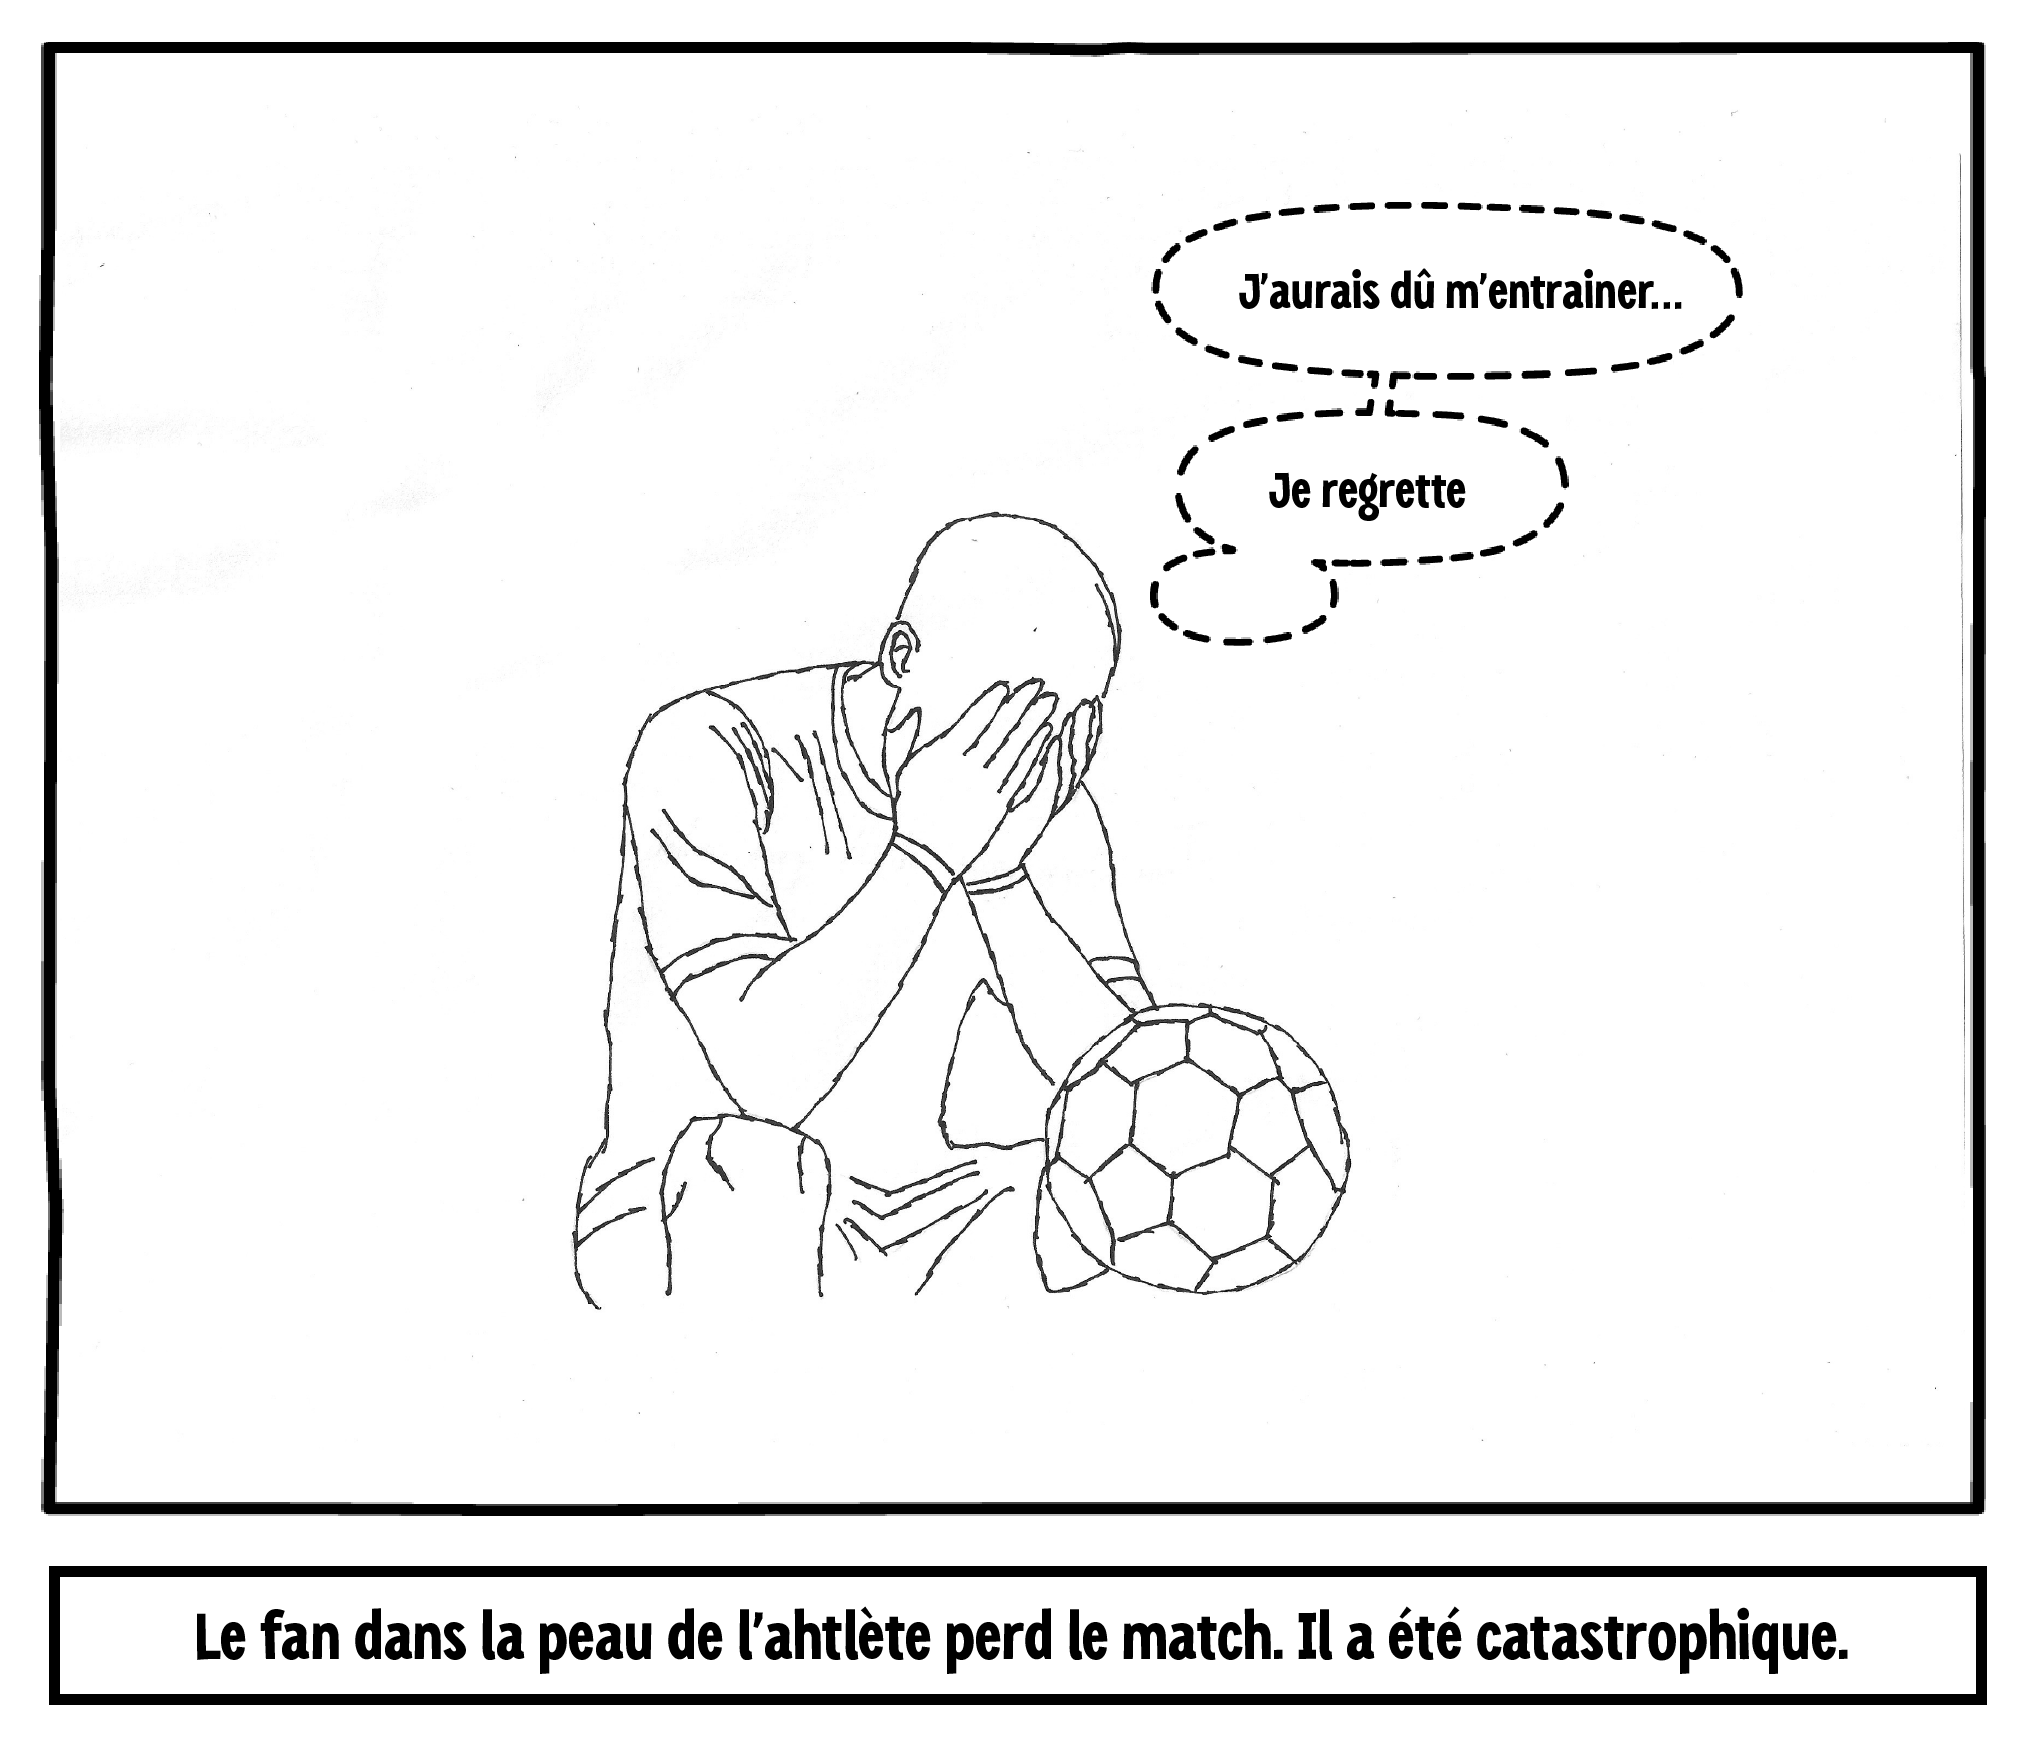 J'aurais dû m'entrainer...
Je regrette
Le fan dans la peau de l'ahtlète perd le match. Il a été catastrophique.